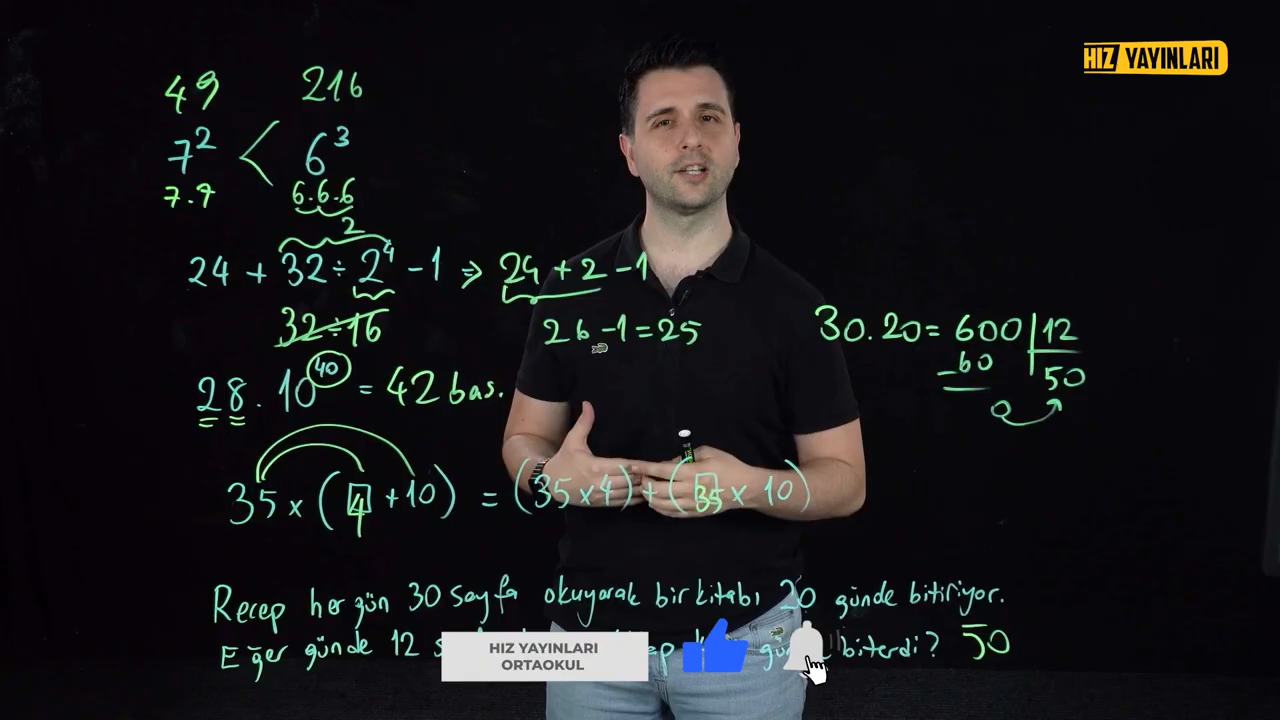 HIZ YAYINLARI
49 216
7² < 6³
7.7 6.6.6
2
24 + 32 ÷ 2⁴ - 1 ⇒ 24 + 2 - 1
32 ÷ 16 26 - 1 = 25
30.20 = 600 | 12
- 60 50
0
28 . 10⁴⁰ = 42 bas.
35 × ( 4 + 10 ) = (35 × 4) + ( 35 × 10 )
Recep her gün 30 sayfa okuyarak bir kitabı 20 günde bitiriyor.
Eğer günde 12 biterdi? 50
HIZ YAYINLARI
ORTAOKUL